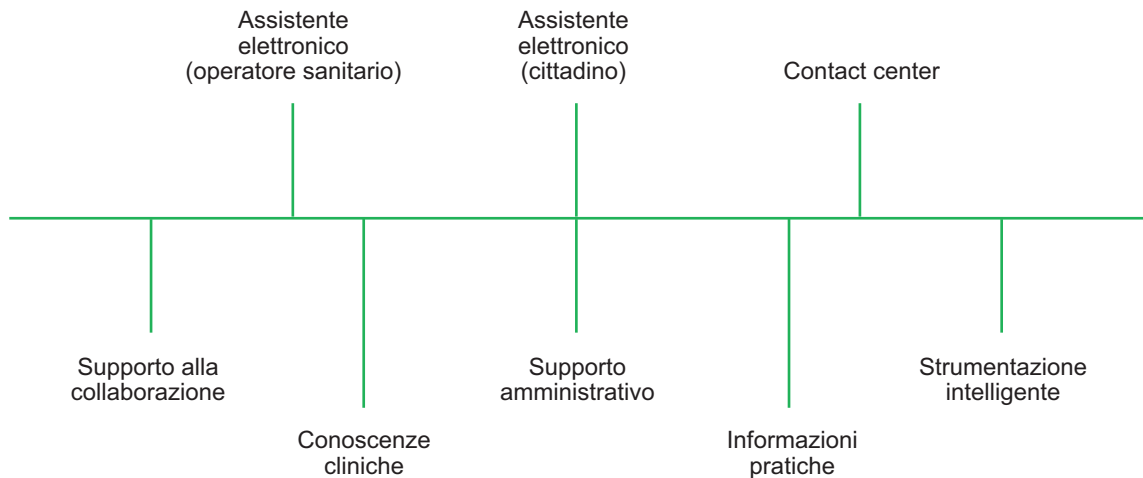 Assistente
elettronico
(operatore sanitario)
Assistente
elettronico
(cittadino)
Contact center
Supporto alla
collaborazione
Conoscenze
cliniche
Supporto
amministrativo
Informazioni
pratiche
Strumentazione
intelligente